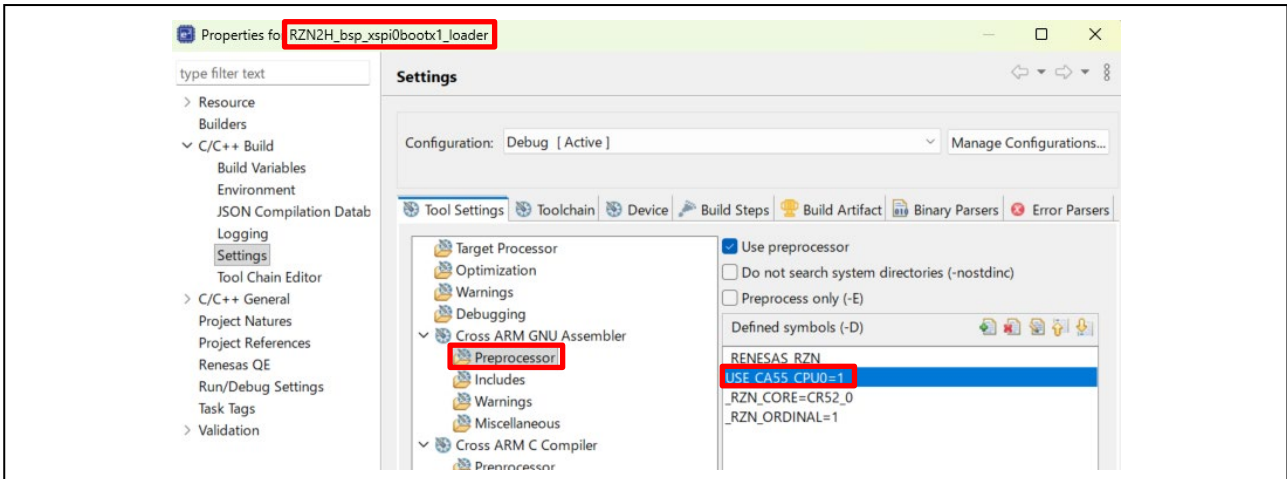 Properties for RZN2H_bsp_xspi0bootx1_loader
type filter text
Resource
Builders
C/C++ Build
Build Variables
Environment
JSON Compilation Datab
Logging
Settings
Tool Chain Editor
C/C++ General
Project Natures
Project References
Renesas QE
Run/Debug Settings
Task Tags
Validation
Settings
Configuration: Debug [ Active ] Manage Configurations...
Tool Settings Toolchain Device Build Steps Build Artifact Binary Parsers Error Parsers
Target Processor
Optimization
Warnings
Debugging
Cross ARM GNU Assembler
Preprocessor
Includes
Warnings
Miscellaneous
Cross ARM C Compiler
Preprocessor
Use preprocessor
Do not search system directories (-nostdinc)
Preprocess only (-E)
Defined symbols (-D)
_RENESAS_RZN_
USE_CA55_CPU0=1
_RZN_CORE=CR52_0
_RZN_ORDINAL=1